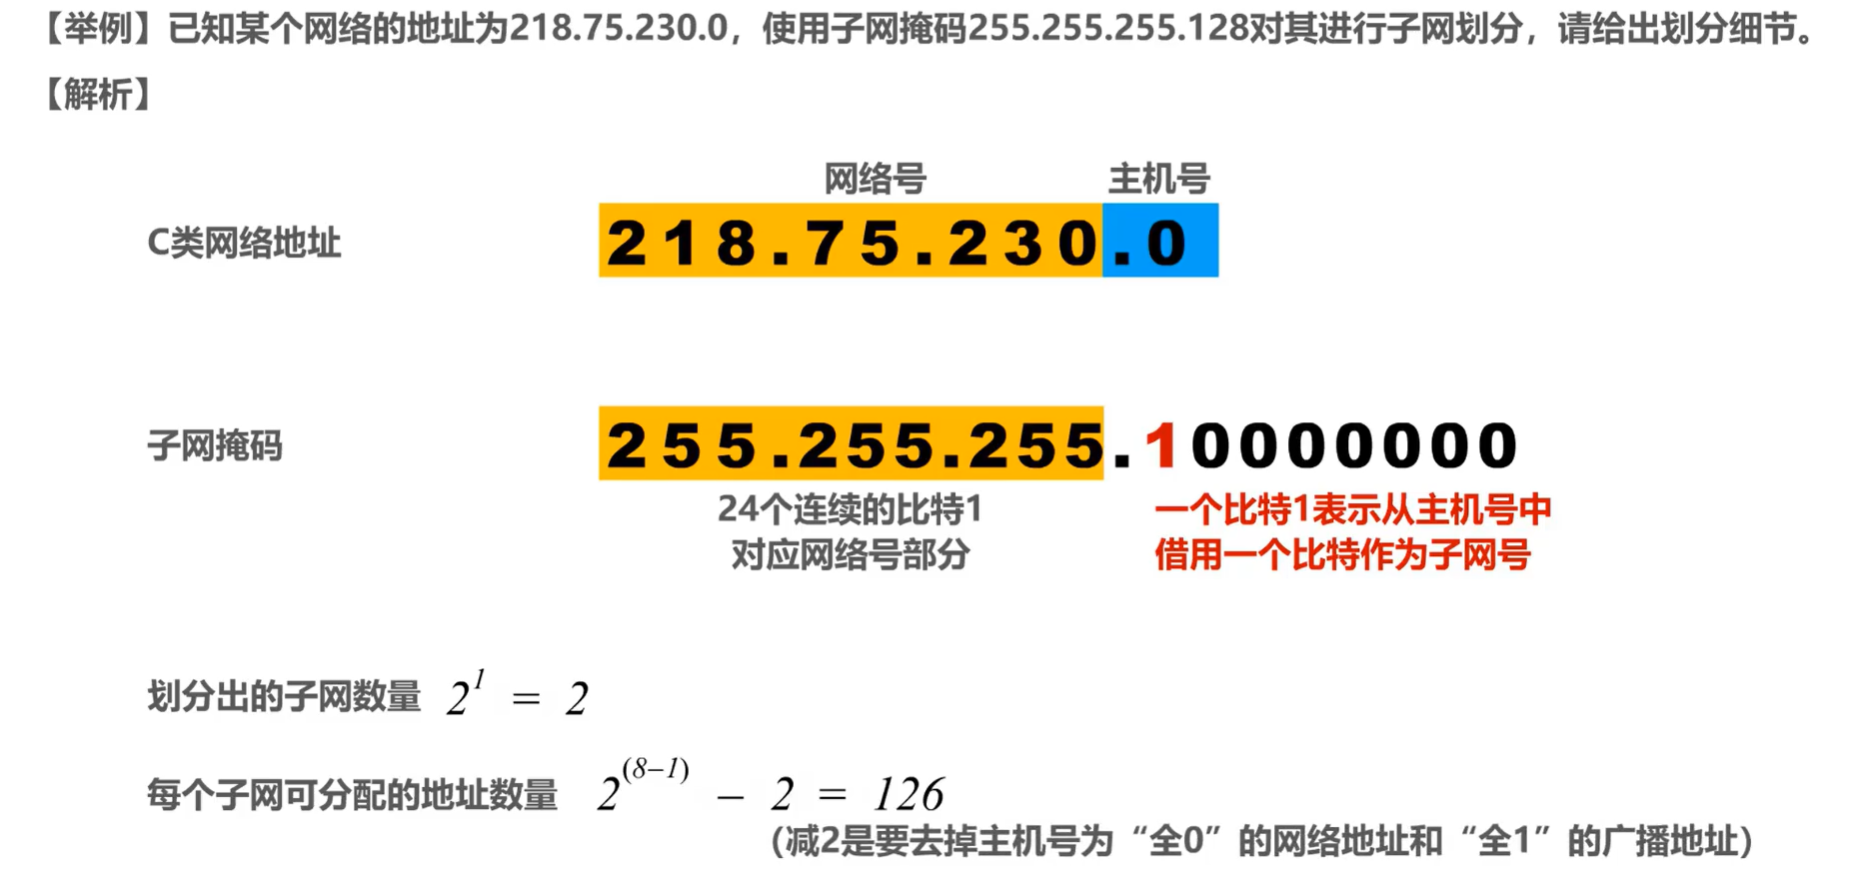 【举例】已知某个网络的地址为218.75.230.0，使用子网掩码255.255.255.128对其进行子网划分，请给出划分细节。
【解析】
网络号 主机号
C类网络地址 218.75.230.0
子网掩码 255.255.255.10000000
24个连续的比特1 一个比特1表示从主机号中
对应网络号部分 借用一个比特作为子网号
划分出的子网数量 2^1 = 2
每个子网可分配的地址数量 2^(8-1) - 2 = 126
(减2是要去掉主机号为“全0”的网络地址和“全1”的广播地址)